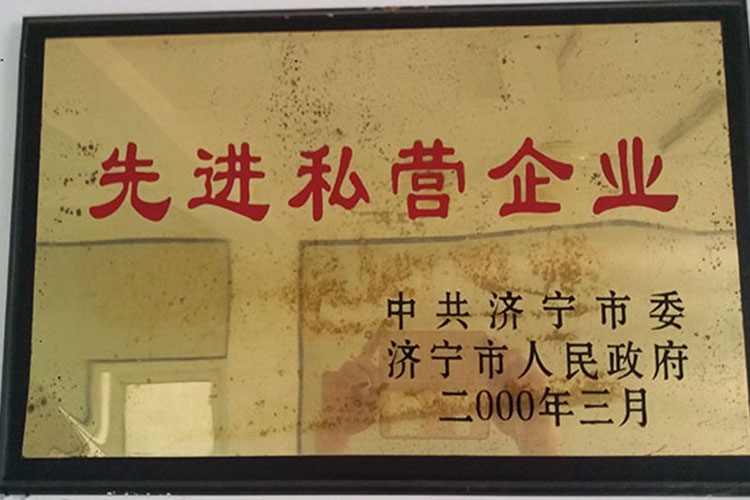 先进私营企业
中共济宁市委
济宁市人民政府
二000年三月